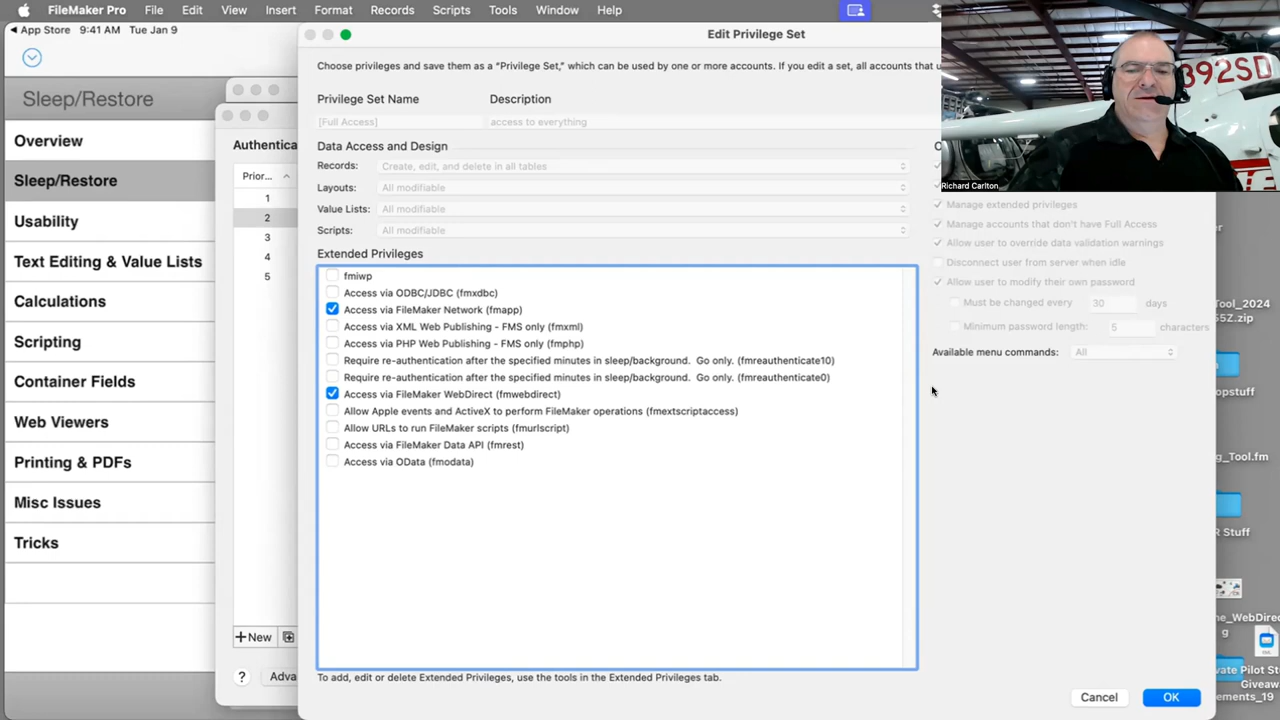 FileMaker Pro File Edit View Insert Format Records Scripts Tools Window Help
App Store 9:41 AM Tue Jan 9
Sleep/Restore
Overview
Sleep/Restore
Usability
Text Editing & Value Lists
Calculations
Scripting
Container Fields
Web Viewers
Printing & PDFs
Misc Issues
Tricks
Authentica
Prior...
1
2
3
4
5
+ New
?
Adva
Edit Privilege Set
Choose privileges and save them as a “Privilege Set,” which can be used by one or more accounts. If you edit a set, all accounts that u
Privilege Set Name Description
[Full Access] access to everything
Data Access and Design
Records: Create, edit, and delete in all tables
Layouts: All modifiable
Value Lists: All modifiable
Scripts: All modifiable
Extended Privileges
fmiwp
Access via ODBC/JDBC (fmxdbc)
Access via FileMaker Network (fmapp)
Access via XML Web Publishing - FMS only (fmxml)
Access via PHP Web Publishing - FMS only (fmphp)
Require re-authentication after the specified minutes in sleep/background. Go only. (fmreauthenticate10)
Require re-authentication after the specified minutes in sleep/background. Go only. (fmreauthenticate0)
Access via FileMaker WebDirect (fmwebdirect)
Allow Apple events and ActiveX to perform FileMaker operations (fmextscriptaccess)
Allow URLs to run FileMaker scripts (fmurlscript)
Access via FileMaker Data API (fmrest)
Access via OData (fmodata)
To add, edit or delete Extended Privileges, use the tools in the Extended Privileges tab.
Manage extended privileges
Manage accounts that don't have Full Access
Allow user to override data validation warnings
Disconnect user from server when idle
Allow user to modify their own password
Must be changed every 30 days
Minimum password length: 5 characters
Available menu commands: All
Cancel
OK
392SD
Richard Carlton
Tool_2024
5Z.zip
opstuff
g_Tool.fm
R Stuff
ne_WebDirec
g
vate Pilot St
Giveaw
ements_19